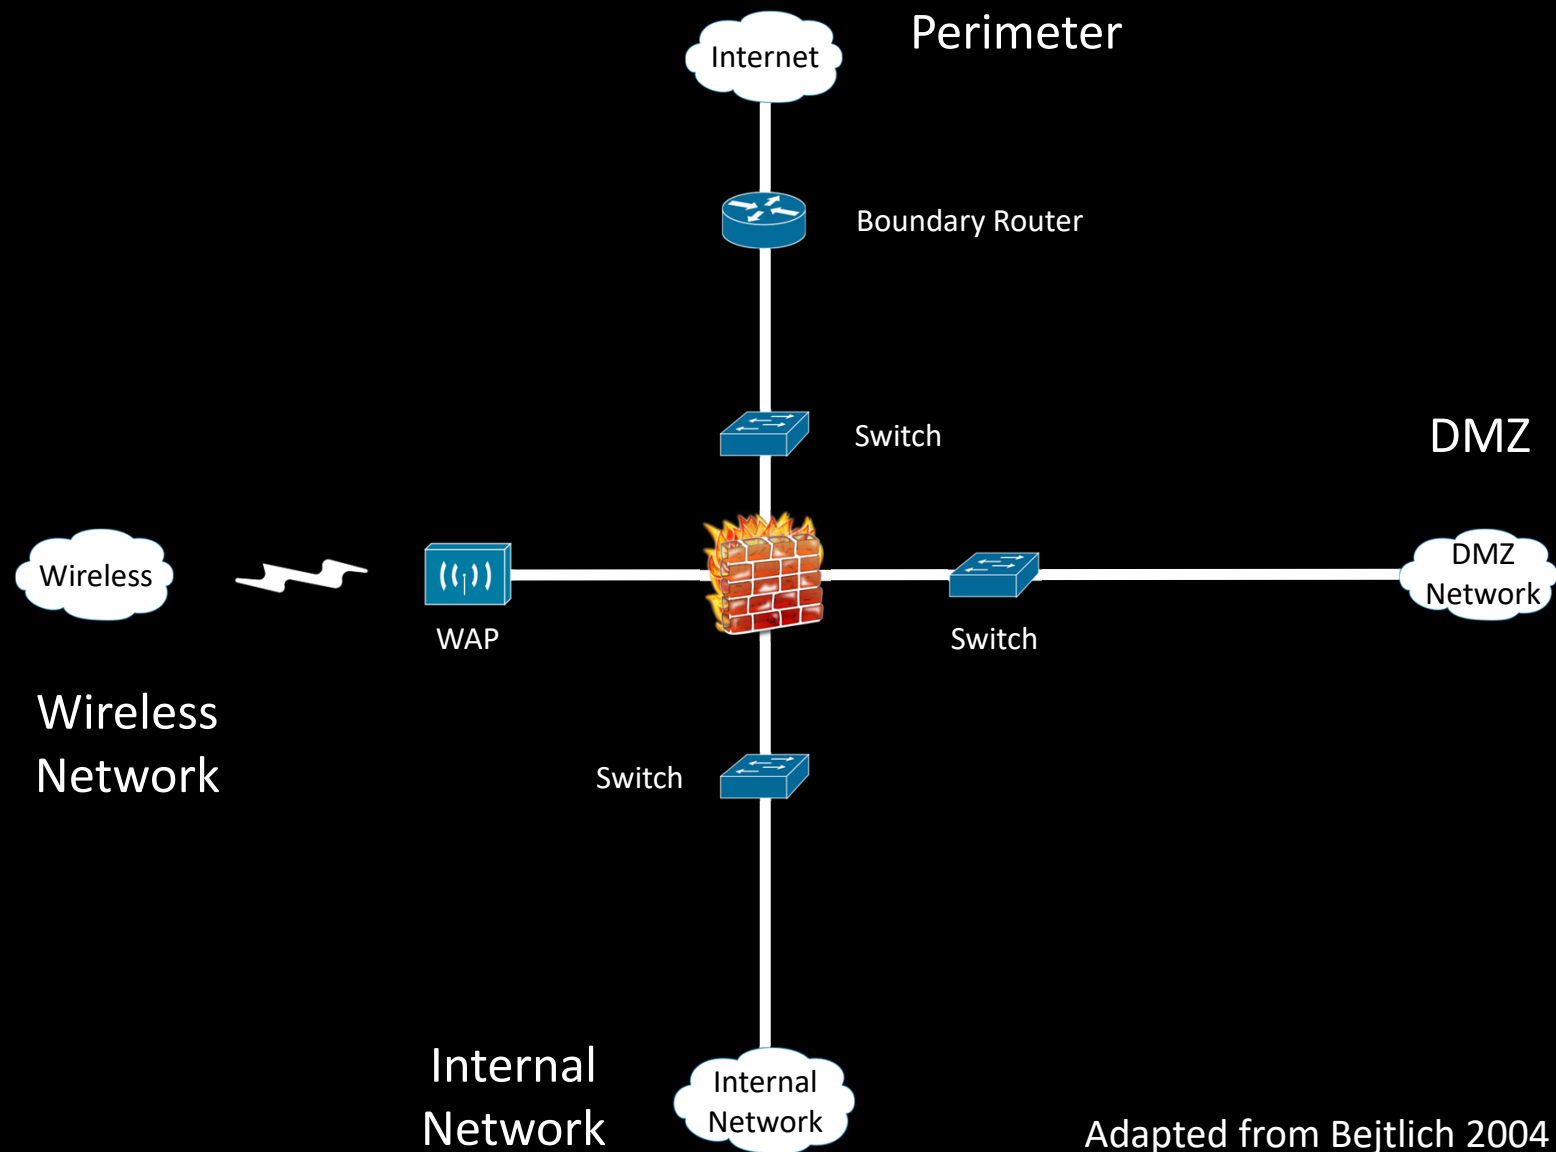 Perimeter
Internet
Boundary Router
Switch
DMZ
Wireless
WAP
Switch
DMZ
Network
Wireless
Network
Switch
Internal
Network
Internal
Network
Adapted from Bejtlich 2004